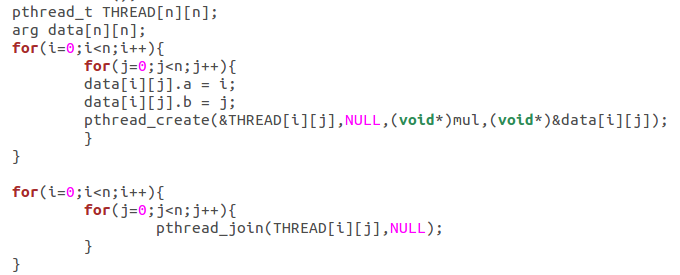 pthread_t THREAD[n][n];
arg data[n][n];
for(i=0;i<n;i++){
        for(j=0;j<n;j++){
        data[i][j].a = i;
        data[i][j].b = j;
        pthread_create(&THREAD[i][j],NULL,(void*)mul,(void*)&data[i][j]);
        }
}
for(i=0;i<n;i++){
        for(j=0;j<n;j++){
                pthread_join(THREAD[i][j],NULL);
        }
}